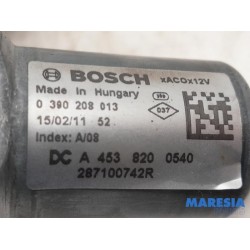 BOSCH xACOx12V
Made in Hungary
0 390 208 013
037
15/02/11 52
Index: A/08
DC A 453 820 0540
287100742R
MARESIA